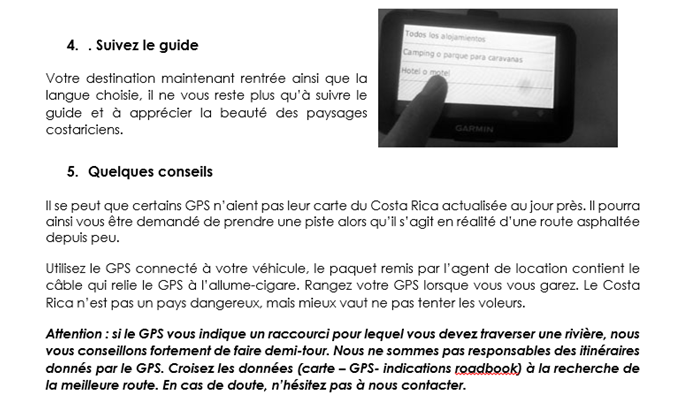 4. . Suivez le guide
Todos los alojamientos
Camping o parque para caravanas
Hotel o motel
GARMIN
Votre destination maintenant rentrée ainsi que la
langue choisie, il ne vous reste plus qu'à suivre le
guide et à apprécier la beauté des paysages
costariciens.
5. Quelques conseils
Il se peut que certains GPS n'aient pas leur carte du Costa Rica actualisée au jour près. Il pourra
ainsi vous être demandé de prendre une piste alors qu'il s'agit en réalité d'une route asphaltée
depuis peu.
Utilisez le GPS connecté à votre véhicule, le paquet remis par l'agent de location contient le
câble qui relie le GPS à l'allume-cigare. Rangez votre GPS lorsque vous vous garez. Le Costa
Rica n'est pas un pays dangereux, mais mieux vaut ne pas tenter les voleurs.
Attention : si le GPS vous indique un raccourci pour lequel vous devez traverser une rivière, nous
vous conseillons fortement de faire demi-tour. Nous ne sommes pas responsables des itinéraires
donnés par le GPS. Croisez les données (carte – GPS- indications roadbook) à la recherche de
la meilleure route. En cas de doute, n'hésitez pas à nous contacter.